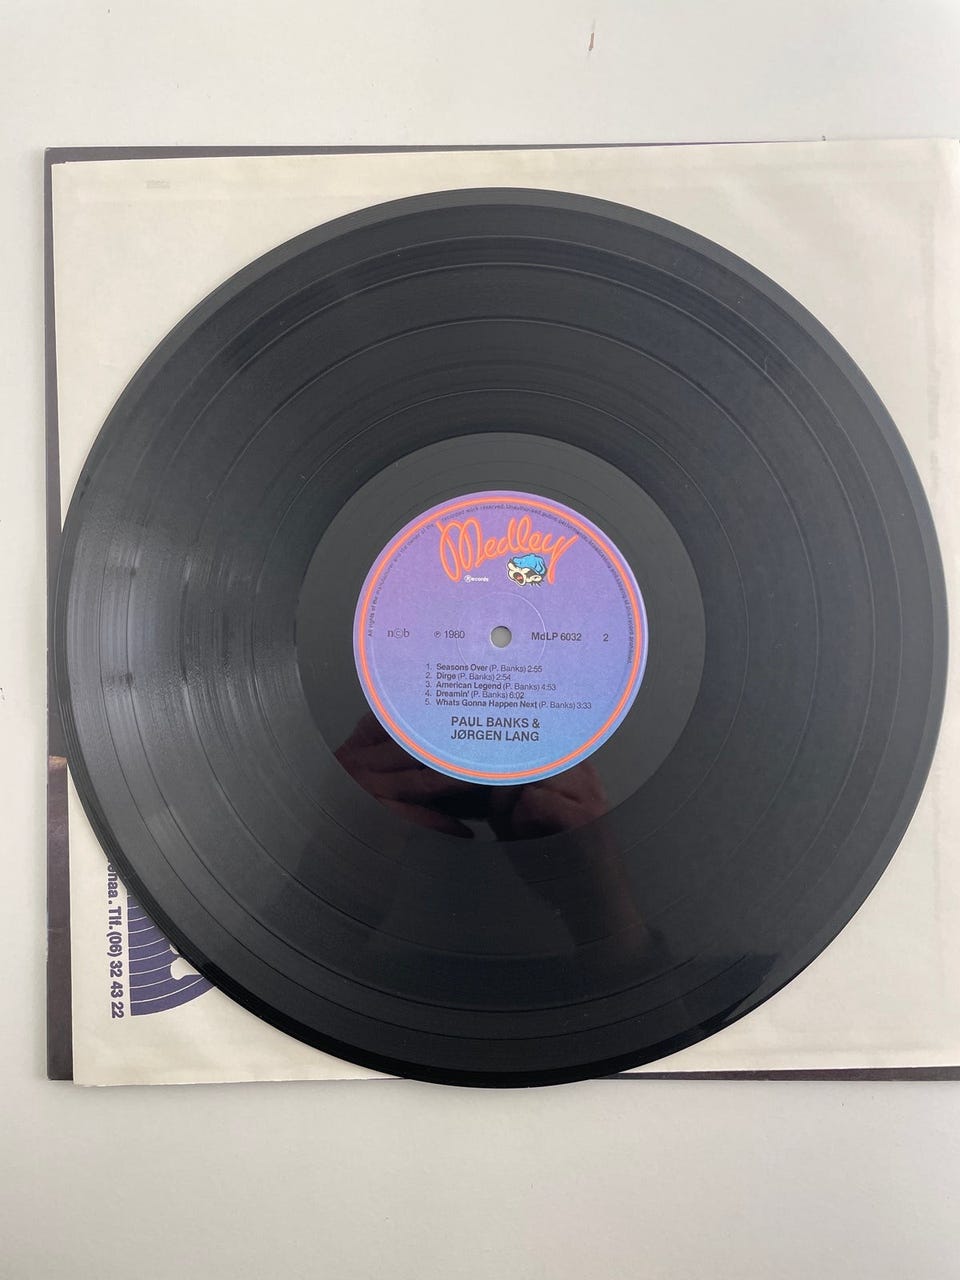 Medley
Records
n©b
℗ 1980
MdLP 6032
2
1. Seasons Over (P. Banks) 2:55
2. Dirge (P. Banks) 2:54
3. American Legend (P. Banks) 4:53
4. Dreamin' (P. Banks) 6:02
5. Whats Gonna Happen Next (P. Banks) 3:33
PAUL BANKS &
JØRGEN LANG
Tlf. (06) 32 43 22